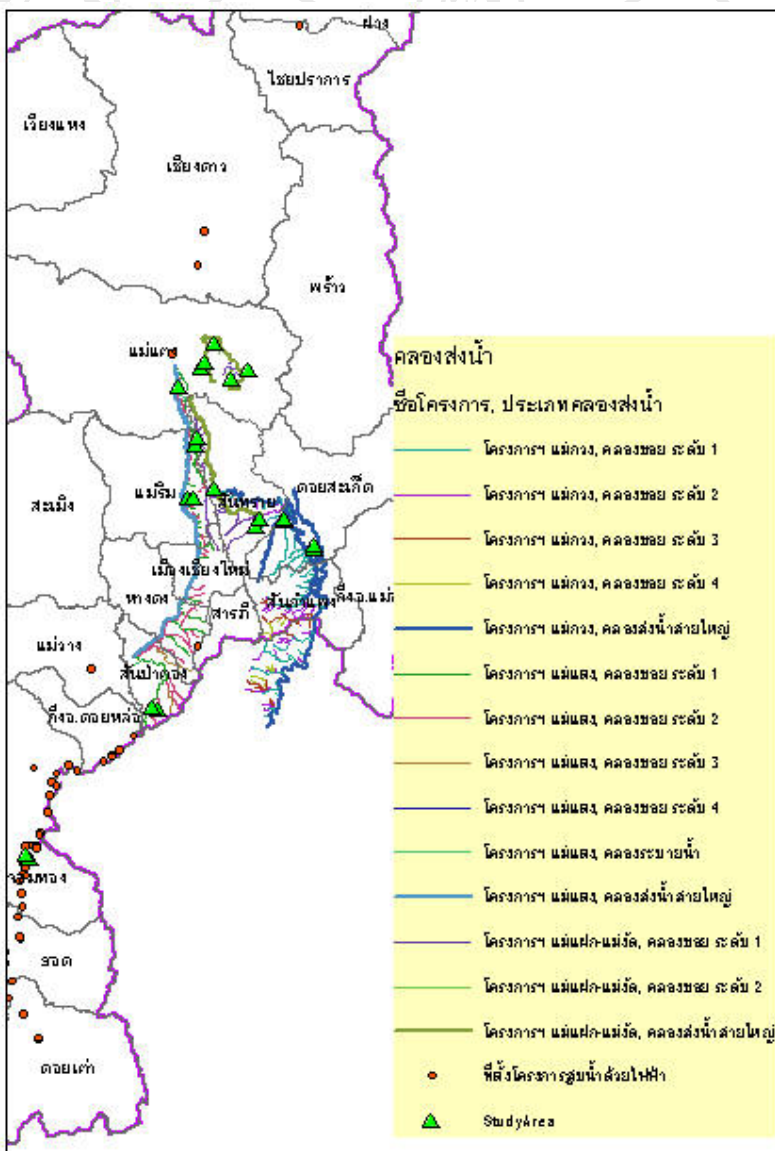 ฝาง
ไชยปราการ
เวียงแหง
เชียงดาว
พร้าว
แม่แตง
ดอยสะเก็ด
สะเมิง
แม่ริม
สันทราย
เมืองเชียงใหม่
หางดง
สารภี
สันกำแพง
กิ่งอ.แม่
แม่วาง
สันป่าตอง
กิ่งอ.ดอยหล่อ
จอมทอง
ฮอด
ดอยเต่า
คลองส่งน้ำ
ชื่อโครงการ, ประเภทคลองส่งน้ำ
โครงการฯ แม่กวง, คลองซอย ระดับ 1
โครงการฯ แม่กวง, คลองซอย ระดับ 2
โครงการฯ แม่กวง, คลองซอย ระดับ 3
โครงการฯ แม่กวง, คลองซอย ระดับ 4
โครงการฯ แม่กวง, คลองส่งน้ำสายใหญ่
โครงการฯ แม่แตง, คลองซอย ระดับ 1
โครงการฯ แม่แตง, คลองซอย ระดับ 2
โครงการฯ แม่แตง, คลองซอย ระดับ 3
โครงการฯ แม่แตง, คลองซอย ระดับ 4
โครงการฯ แม่แตง, คลองระบายน้ำ
โครงการฯ แม่แตง, คลองส่งน้ำสายใหญ่
โครงการฯ แม่แฝก-แม่งัด, คลองซอย ระดับ 1
โครงการฯ แม่แฝก-แม่งัด, คลองซอย ระดับ 2
โครงการฯ แม่แฝก-แม่งัด, คลองส่งน้ำสายใหญ่
ที่ตั้งโครงการสูบน้ำด้วยไฟฟ้า
StudyArea